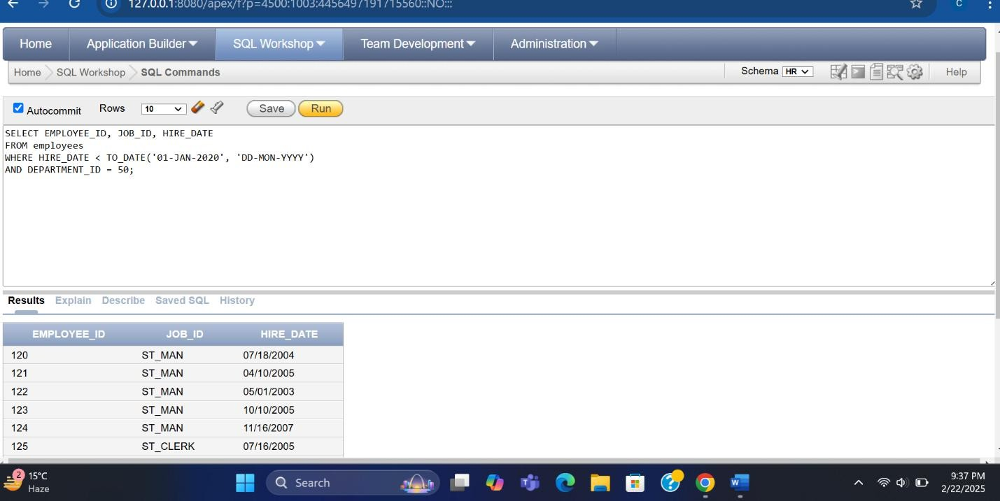 127.0.0.1:8080/apex/f?p=4500:1003:4456497191715560::NO:::
C
Home Application Builder SQL Workshop Team Development Administration
Home SQL Workshop SQL Commands Schema HR Help
Autocommit Rows 10 Save Run
SELECT EMPLOYEE_ID, JOB_ID, HIRE_DATE
FROM employees
WHERE HIRE_DATE < TO_DATE('01-JAN-2020', 'DD-MON-YYYY')
AND DEPARTMENT_ID = 50;
Results Explain Describe Saved SQL History
EMPLOYEE_ID JOB_ID HIRE_DATE
120 ST_MAN 07/18/2004
121 ST_MAN 04/10/2005
122 ST_MAN 05/01/2003
123 ST_MAN 10/10/2005
124 ST_MAN 11/16/2007
125 ST_CLERK 07/16/2005
2 15°C Search 9:37 PM
Haze 2/22/2025